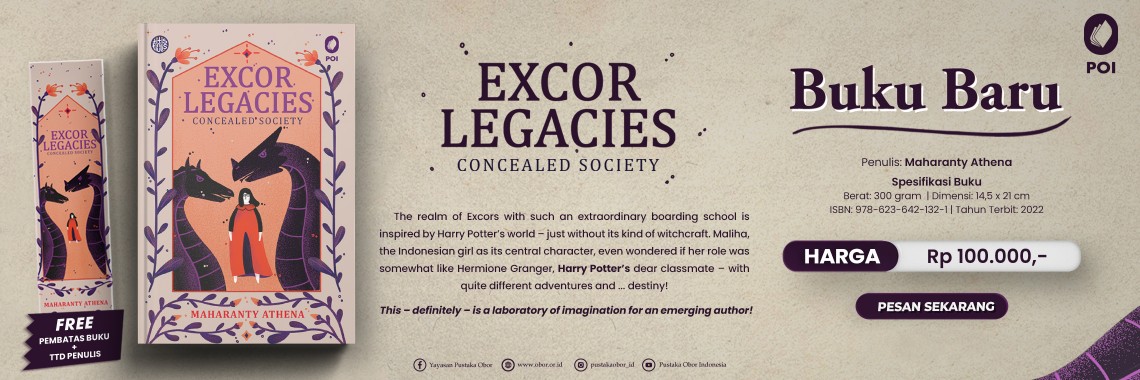 EXCOR
LEGACIES
CONCEALED SOCIETY
MAHARANTY ATHENA
FREE
PEMBATAS BUKU
+
TTD PENULIS
POI
EXCOR
LEGACIES
CONCEALED SOCIETY
MAHARANTY ATHENA
EXCOR
LEGACIES
CONCEALED SOCIETY
The realm of Excors with such an extraordinary boarding school is
inspired by Harry Potter's world – just without its kind of witchcraft. Maliha,
the Indonesian girl as its central character, even wondered if her role was
somewhat like Hermione Granger, Harry Potter's dear classmate – with
quite different adventures and ... destiny!
This – definitely – is a laboratory of imagination for an emerging author!
Yayasan Pustaka Obor www.obor.or.id pustakaobor_id Pustaka Obor Indonesia
POI
Buku Baru
Penulis: Maharanty Athena
Spesifikasi Buku
Berat: 300 gram | Dimensi: 14,5 x 21 cm
ISBN: 978-623-642-132-1 | Tahun Terbit: 2022
HARGA Rp 100.000,-
PESAN SEKARANG